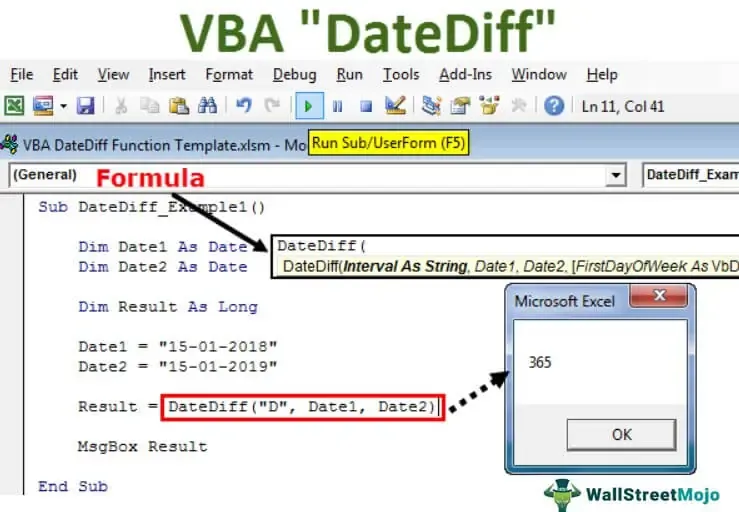 VBA "DateDiff"
File Edit View Insert Format Debug Run Tools Add-Ins Window Help
Ln 11, Col 41
VBA DateDiff Function Template.xlsm - Mo
Run Sub/UserForm (F5)
(General)
DateDiff_Exam
Formula
Sub DateDiff_Example1()
Dim Date1 As Date
DateDiff(
Dim Date2 As Date
DateDiff(Interval As String, Date1, Date2, [FirstDayOfWeek As VbD
Dim Result As Long
Microsoft Excel
Date1 = "15-01-2018"
Date2 = "15-01-2019"
365
Result = DateDiff("D", Date1, Date2)
OK
MsgBox Result
End Sub
WallStreetMojo